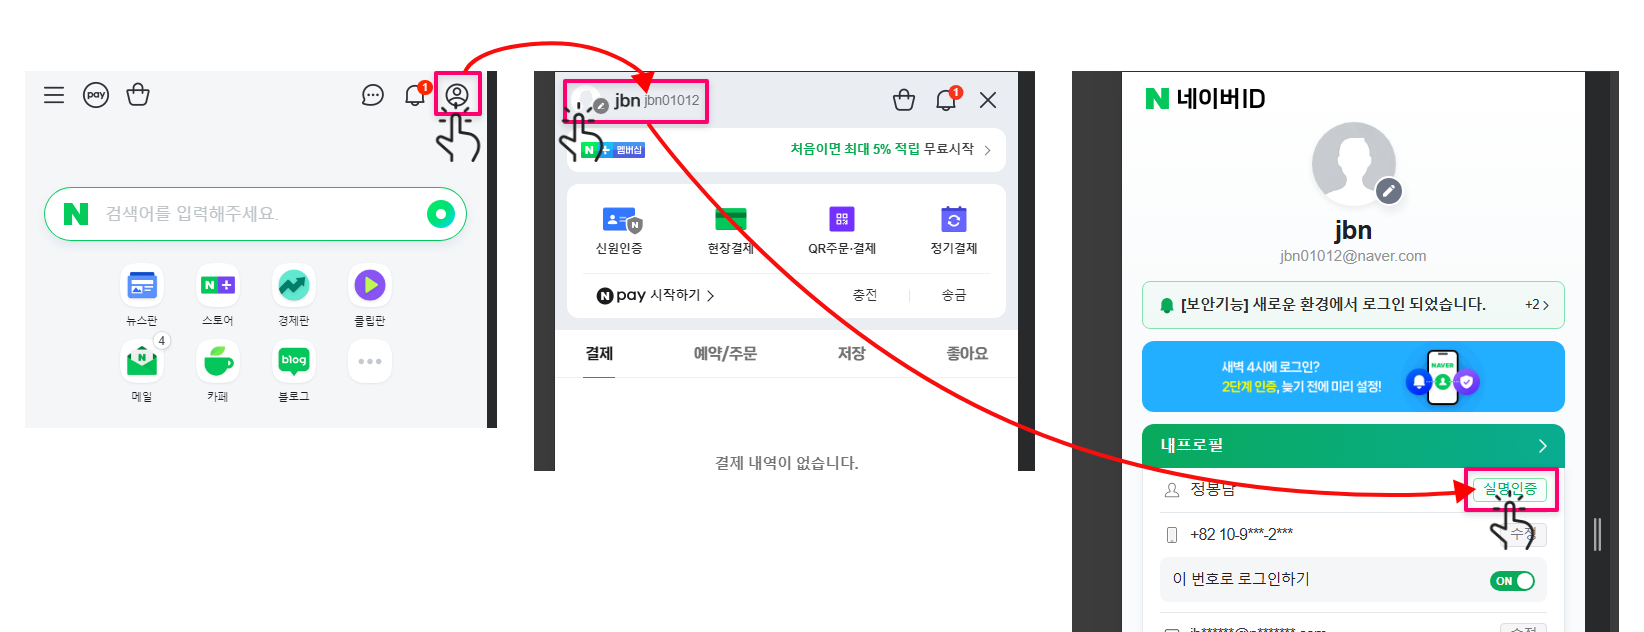 pay
1
N 검색어를 입력해주세요.
N+
뉴스판
스토어
경제판
클립판
4
N
blog
메일
카페
블로그
jbn jbn01012
1
N + 멤버십
처음이면 최대 5% 적립 무료시작
N
신원인증
현장결제
QR주문·결제
정기결제
N pay 시작하기
충전
송금
결제
예약/주문
저장
좋아요
결제 내역이 없습니다.
N 네이버ID
jbn
jbn01012@naver.com
[보안기능] 새로운 환경에서 로그인 되었습니다.
+2
새벽 4시에 로그인?
2단계 인증, 늦기 전에 미리 설정!
NAVER
내프로필
정봉남
실명인증
+82 10-9***-2***
수정
이 번호로 로그인하기
ON